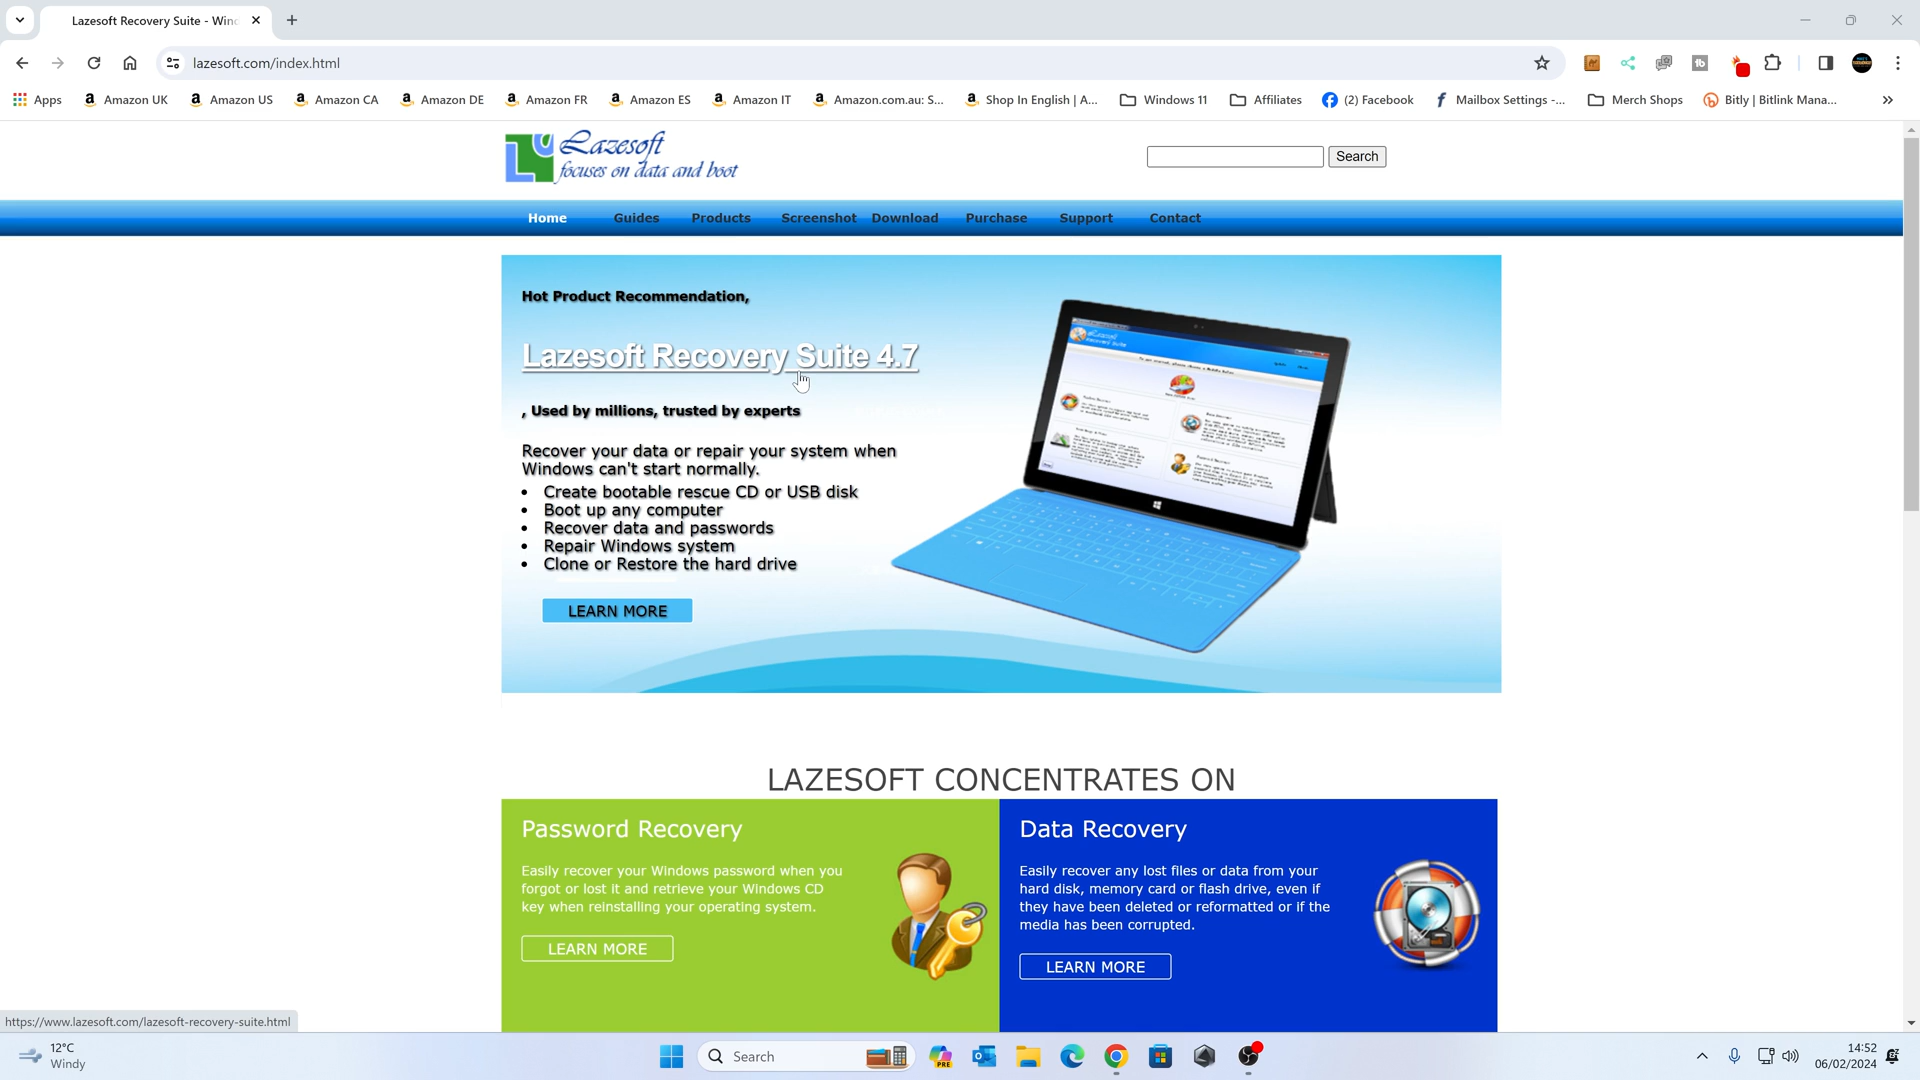 Lazesoft Recovery Suite - Winc
lazesoft.com/index.html
Apps
Amazon UK
Amazon US
Amazon CA
Amazon DE
Amazon FR
Amazon ES
Amazon IT
Amazon.com.au: S...
Shop In English | A...
Windows 11
Affiliates
(2) Facebook
Mailbox Settings -...
Merch Shops
Bitly | Bitlink Mana...
Lazesoft
focuses on data and boot
Search
Home
Guides
Products
Screenshot
Download
Purchase
Support
Contact
Hot Product Recommendation,
Lazesoft Recovery Suite 4.7
, Used by millions, trusted by experts
Recover your data or repair your system when
Windows can't start normally.
• Create bootable rescue CD or USB disk
• Boot up any computer
• Recover data and passwords
• Repair Windows system
• Clone or Restore the hard drive
LEARN MORE
LAZESOFT CONCENTRATES ON
Password Recovery
Easily recover your Windows password when you
forgot or lost it and retrieve your Windows CD
key when reinstalling your operating system.
LEARN MORE
Data Recovery
Easily recover any lost files or data from your
hard disk, memory card or flash drive, even if
they have been deleted or reformatted or if the
media has been corrupted.
LEARN MORE
https://www.lazesoft.com/lazesoft-recovery-suite.html
12°C
Windy
Search
PRE
14:52
06/02/2024